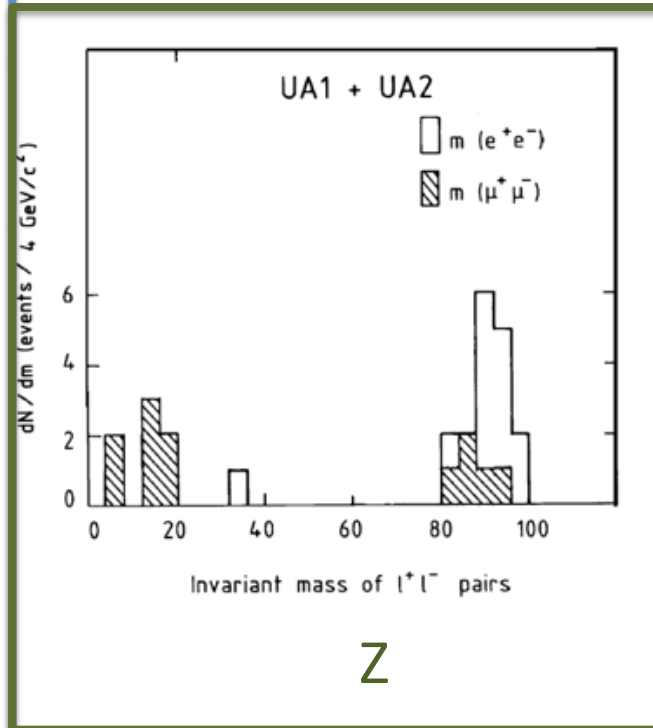 UA1 + UA2
m (e⁺e⁻)
m (μ⁺μ⁻)
dN/dm (events / 4 GeV/c²)
6
4
2
0
0 20 40 60 80 100
Invariant mass of l⁺l⁻ pairs
Z